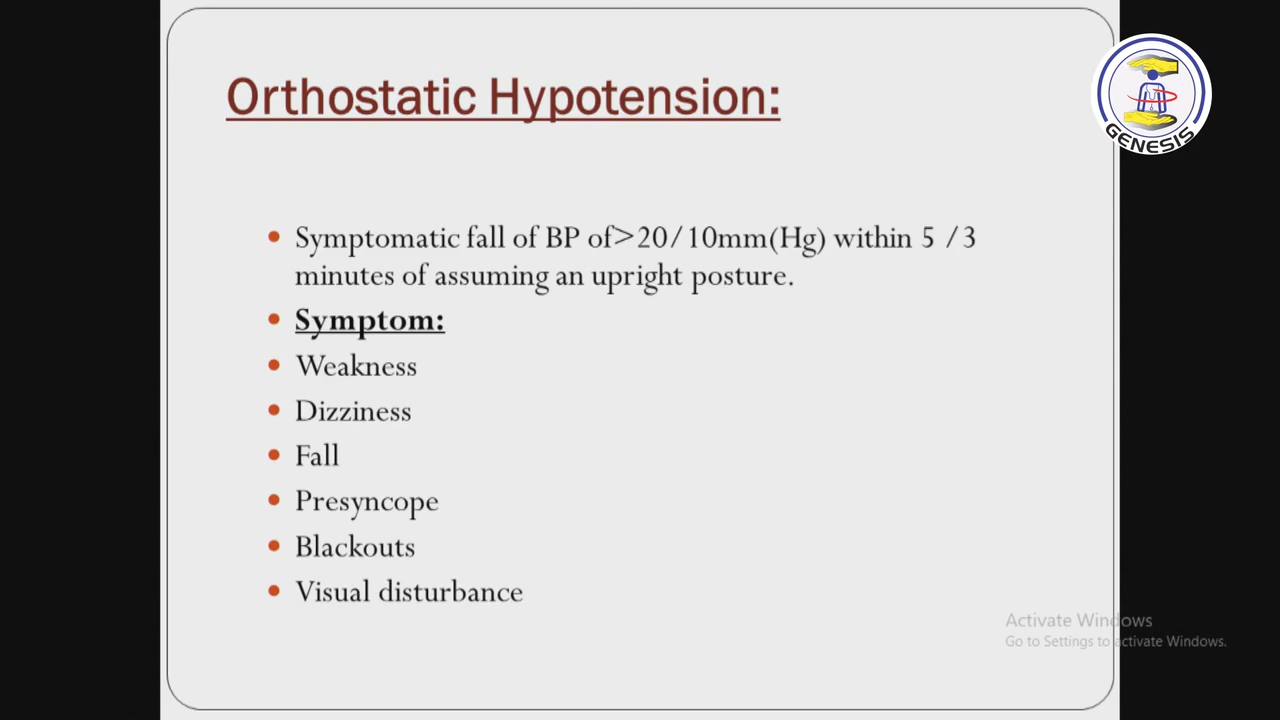 Orthostatic Hypotension:
GENESIS
• Symptomatic fall of BP of>20/10mm(Hg) within 5 /3
minutes of assuming an upright posture.
• Symptom:
• Weakness
• Dizziness
• Fall
• Presyncope
• Blackouts
• Visual disturbance
Activate Windows
Go to Settings to activate Windows.